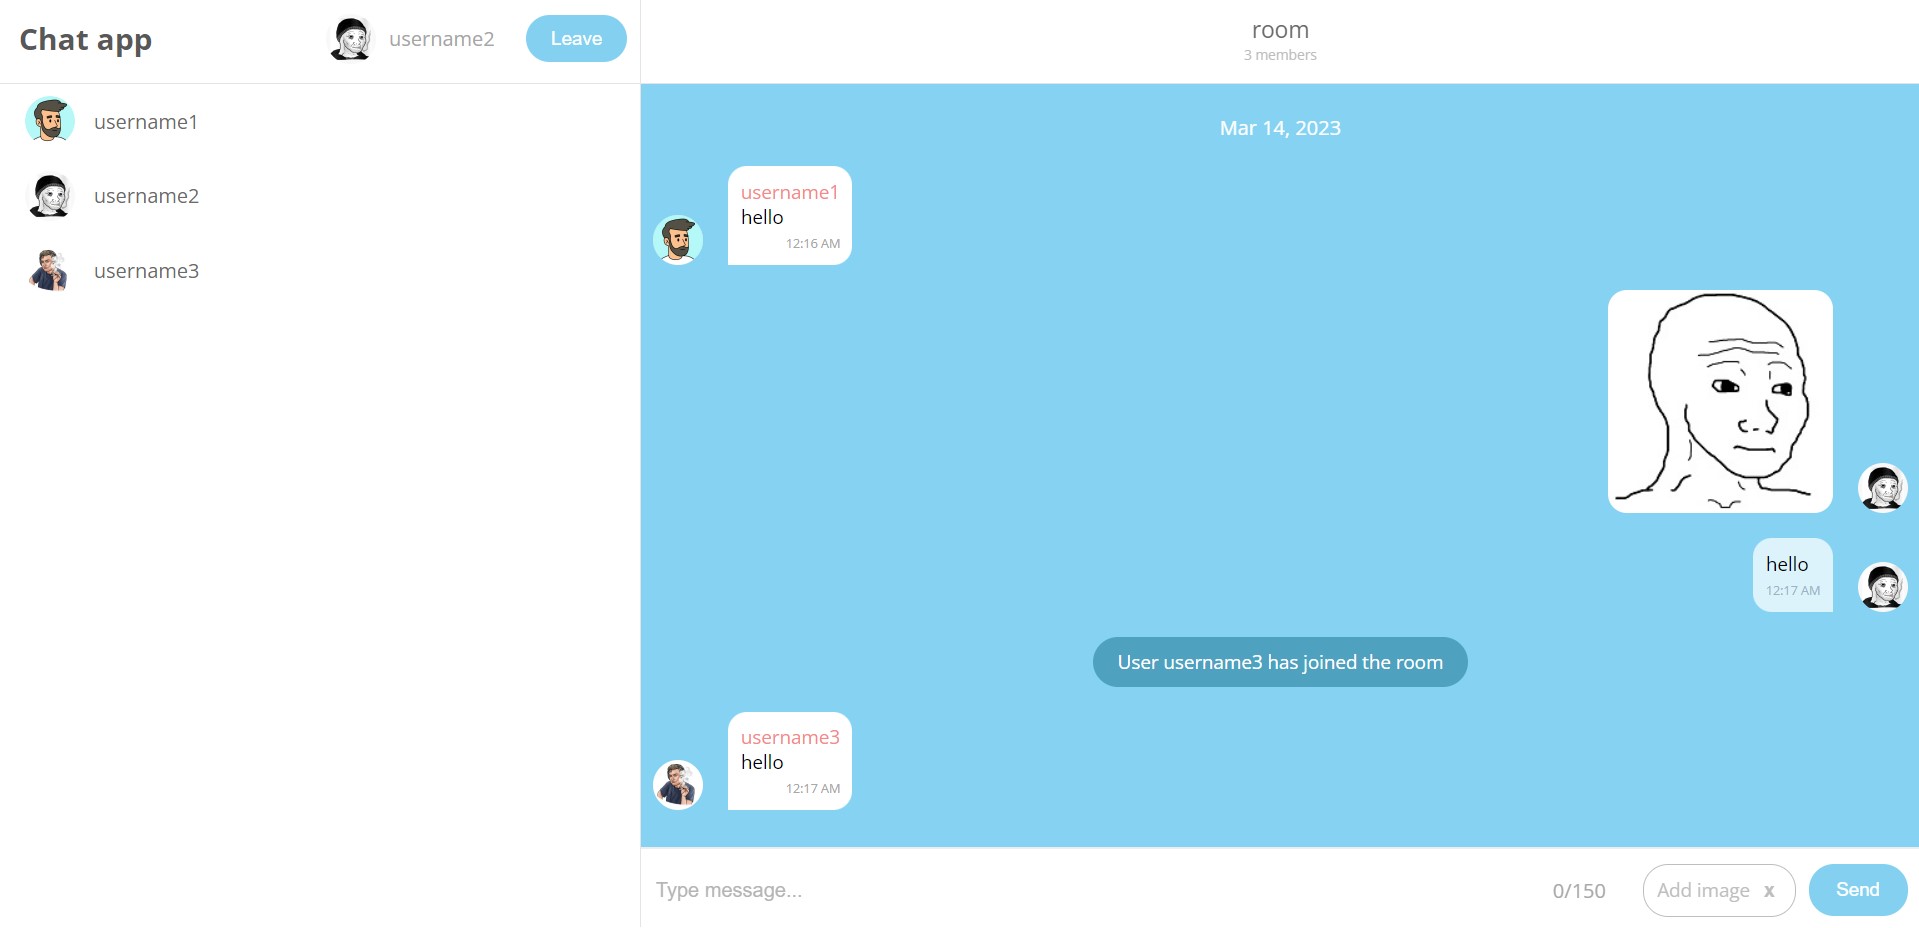 Chat app
username2
Leave
username1
username2
username3
room
3 members
Mar 14, 2023
username1
hello
12:16 AM
hello
12:17 AM
User username3 has joined the room
username3
hello
12:17 AM
Type message...
0/150
Add image x
Send